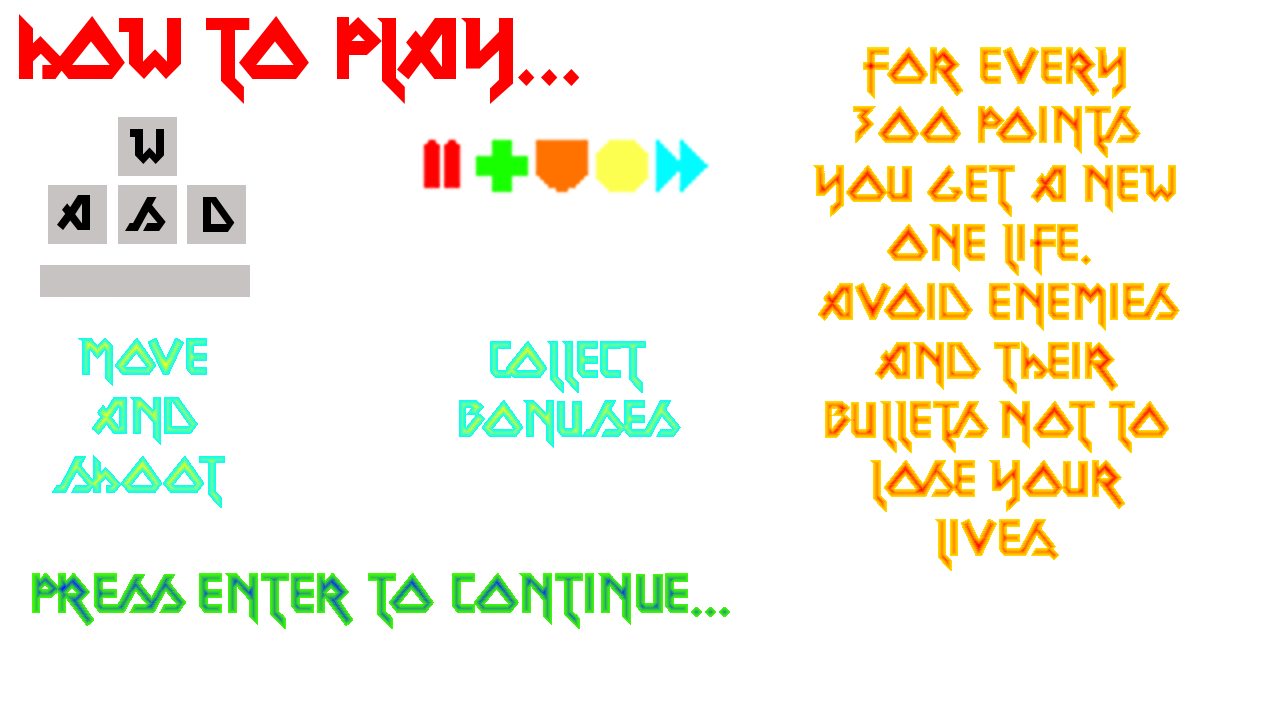 HOW TO PLAY...
W
A S D
MOVE
AND
SHOOT
COLLECT
BONUSES
FOR EVERY
300 POINTS
YOU GET A NEW
ONE LIFE.
AVOID ENEMIES
AND THEIR
BULLETS NOT TO
LOSE YOUR
LIVES
PRESS ENTER TO CONTINUE...